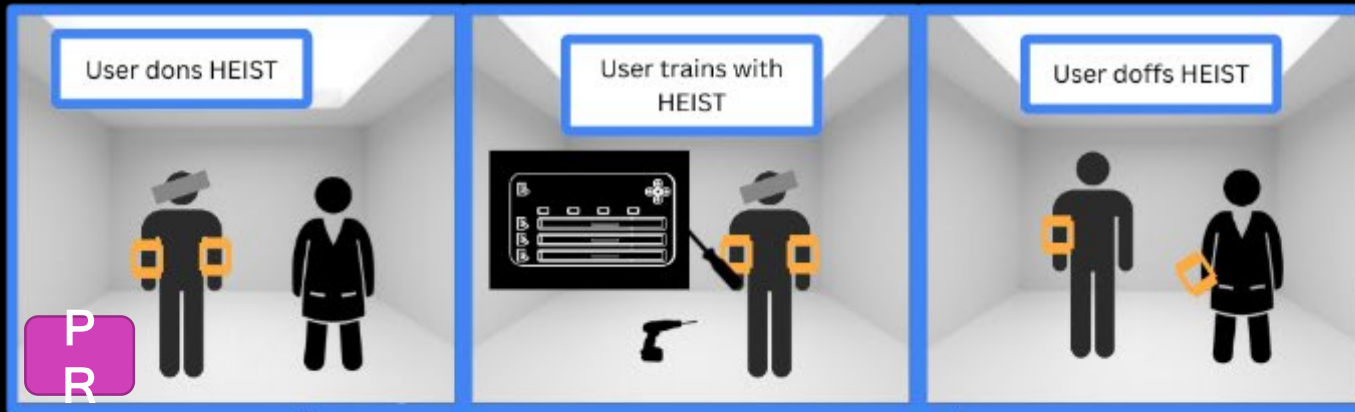 User dons HEIST
User trains with
HEIST
User doffs HEIST
P
R